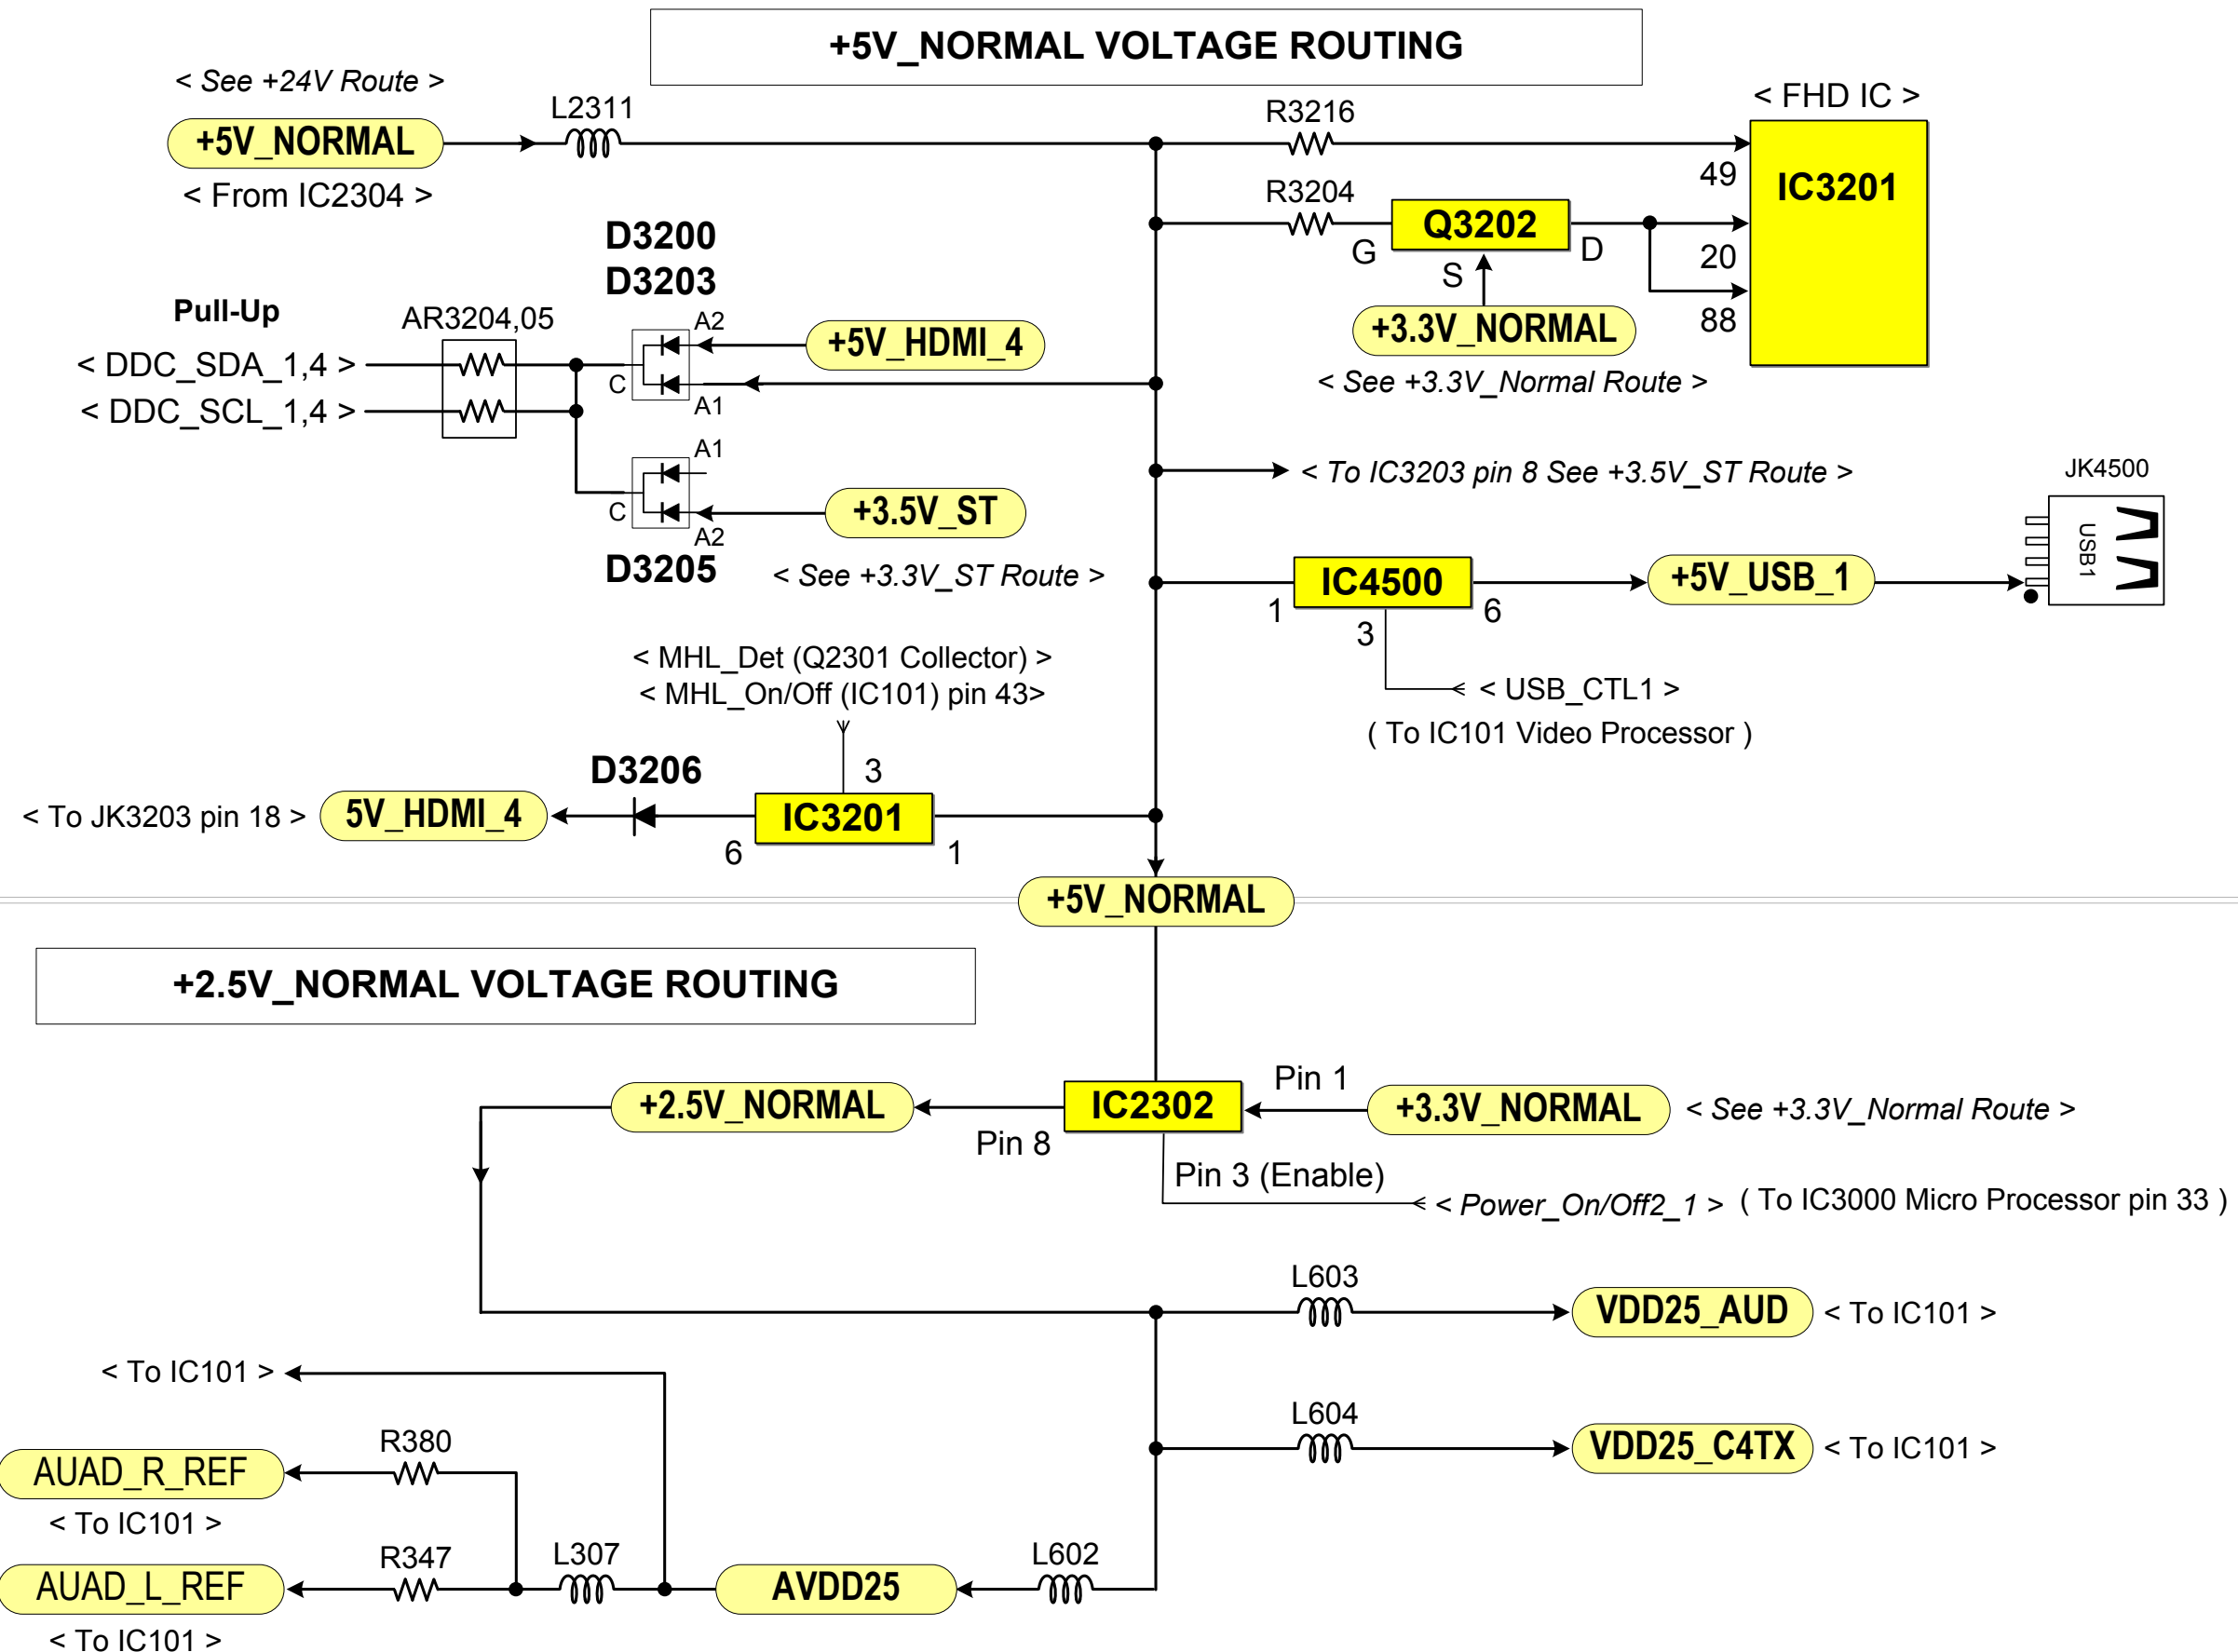 +5V_NORMAL VOLTAGE ROUTING
< See +24V Route >
L2311
+5V_NORMAL
< From IC2304 >
R3216
< FHD IC >
49
IC3201
R3204
Q3202
G
D
S
20
88
+3.3V_NORMAL
< See +3.3V_Normal Route >
D3200
D3203
Pull-Up
AR3204,05
A2
+5V_HDMI_4
< DDC_SDA_1,4 >
C
A1
< DDC_SCL_1,4 >
A1
C
+3.5V_ST
A2
D3205
< See +3.3V_ST Route >
< To IC3203 pin 8 See +3.5V_ST Route >
JK4500
USB1
IC4500
1
6
3
+5V_USB_1
< USB_CTL1 >
( To IC101 Video Processor )
< MHL_Det (Q2301 Collector) >
< MHL_On/Off (IC101) pin 43>
D3206
3
< To JK3203 pin 18 >
5V_HDMI_4
IC3201
6
1
+5V_NORMAL
+2.5V_NORMAL VOLTAGE ROUTING
+2.5V_NORMAL
IC2302
Pin 1
+3.3V_NORMAL
< See +3.3V_Normal Route >
Pin 8
Pin 3 (Enable)
< Power_On/Off2_1 > ( To IC3000 Micro Processor pin 33 )
L603
VDD25_AUD
< To IC101 >
< To IC101 >
L604
VDD25_C4TX
< To IC101 >
R380
AUAD_R_REF
< To IC101 >
R347
L307
L602
AUAD_L_REF
AVDD25
< To IC101 >